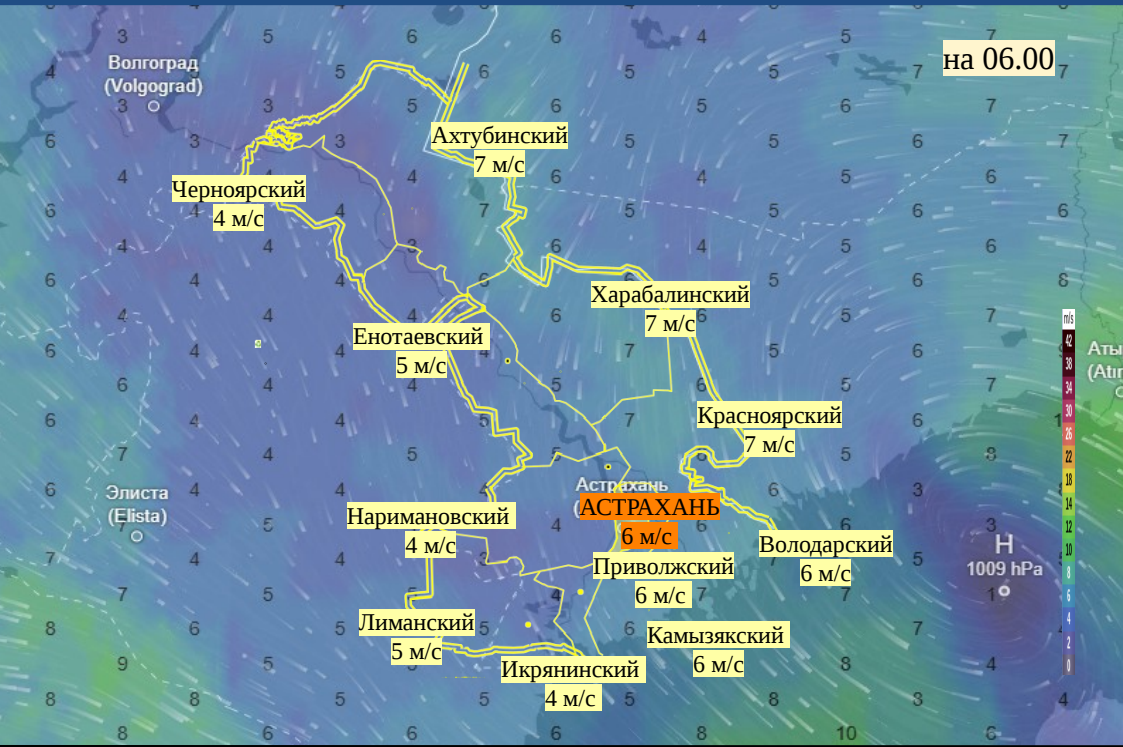 на 06.00
Волгоград
(Volgograd)
Ахтубинский
7 м/с
Черноярский
4 м/с
Харабалинский
7 м/с
Енотаевский
5 м/с
m/s
42
38
34
30
26
22
18
14
12
10
8
6
4
2
0
Аты
(Atır
Красноярский
7 м/с
Элиста
(Elista)
Астрахань
АСТРАХАНЬ
6 м/с
Наримановский
4 м/с
Володарский
6 м/с
H
1009 hPa
Приволжский
6 м/с
Лиманский
5 м/с
Камызякский
6 м/с
Икрянинский
4 м/с